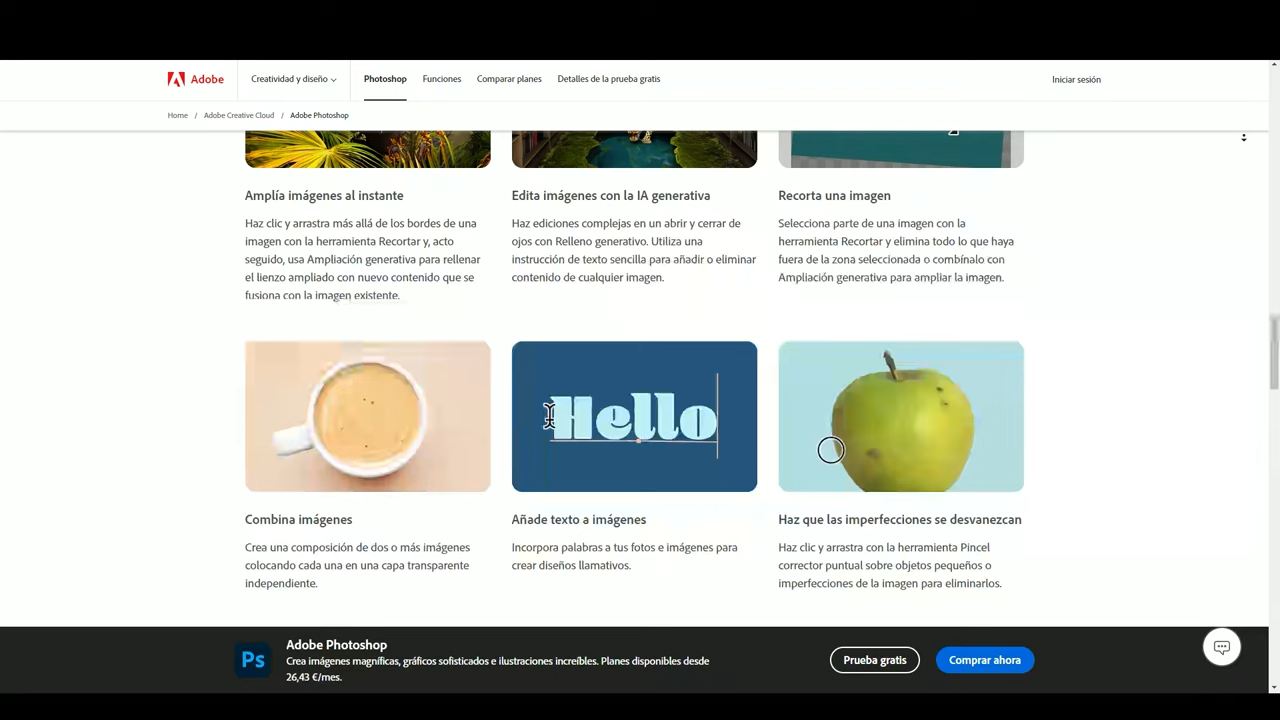 Adobe
Creatividad y diseño
Photoshop
Funciones
Comparar planes
Detalles de la prueba gratis
Iniciar sesión
Home / Adobe Creative Cloud / Adobe Photoshop
Amplía imágenes al instante
Haz clic y arrastra más allá de los bordes de una
imagen con la herramienta Recortar y, acto
seguido, usa Ampliación generativa para rellenar
el lienzo ampliado con nuevo contenido que se
fusiona con la imagen existente.
Edita imágenes con la IA generativa
Haz ediciones complejas en un abrir y cerrar de
ojos con Relleno generativo. Utiliza una
instrucción de texto sencilla para añadir o eliminar
contenido de cualquier imagen.
Recorta una imagen
Selecciona parte de una imagen con la
herramienta Recortar y elimina todo lo que haya
fuera de la zona seleccionada o combínalo con
Ampliación generativa para ampliar la imagen.
Combina imágenes
Crea una composición de dos o más imágenes
colocando cada una en una capa transparente
independiente.
Hello
Añade texto a imágenes
Incorpora palabras a tus fotos e imágenes para
crear diseños llamativos.
Haz que las imperfecciones se desvanezcan
Haz clic y arrastra con la herramienta Pincel
corrector puntual sobre objetos pequeños o
imperfecciones de la imagen para eliminarlos.
Ps
Adobe Photoshop
Crea imágenes magníficas, gráficos sofisticados e ilustraciones increíbles. Planes disponibles desde
26,43 €/mes.
Prueba gratis
Comprar ahora